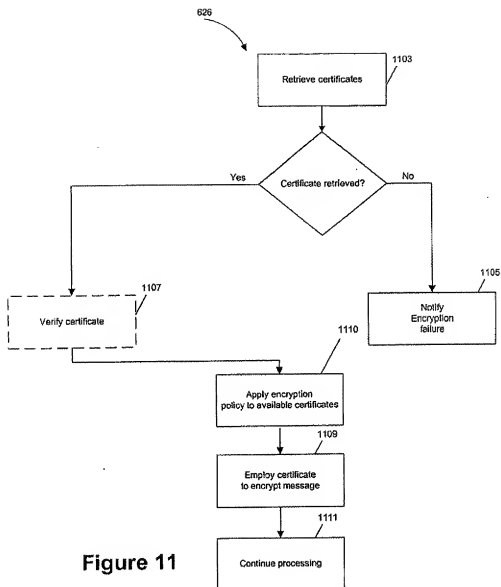 626
1103
Retrieve certificates
Yes
Certificate retrieved?
No
1107
Verify certificate
1105
Notify
Encryption
failure
1110
Apply encryption
policy to available certificates
1109
Employ certificate
to encrypt message
1111
Continue processing
Figure 11